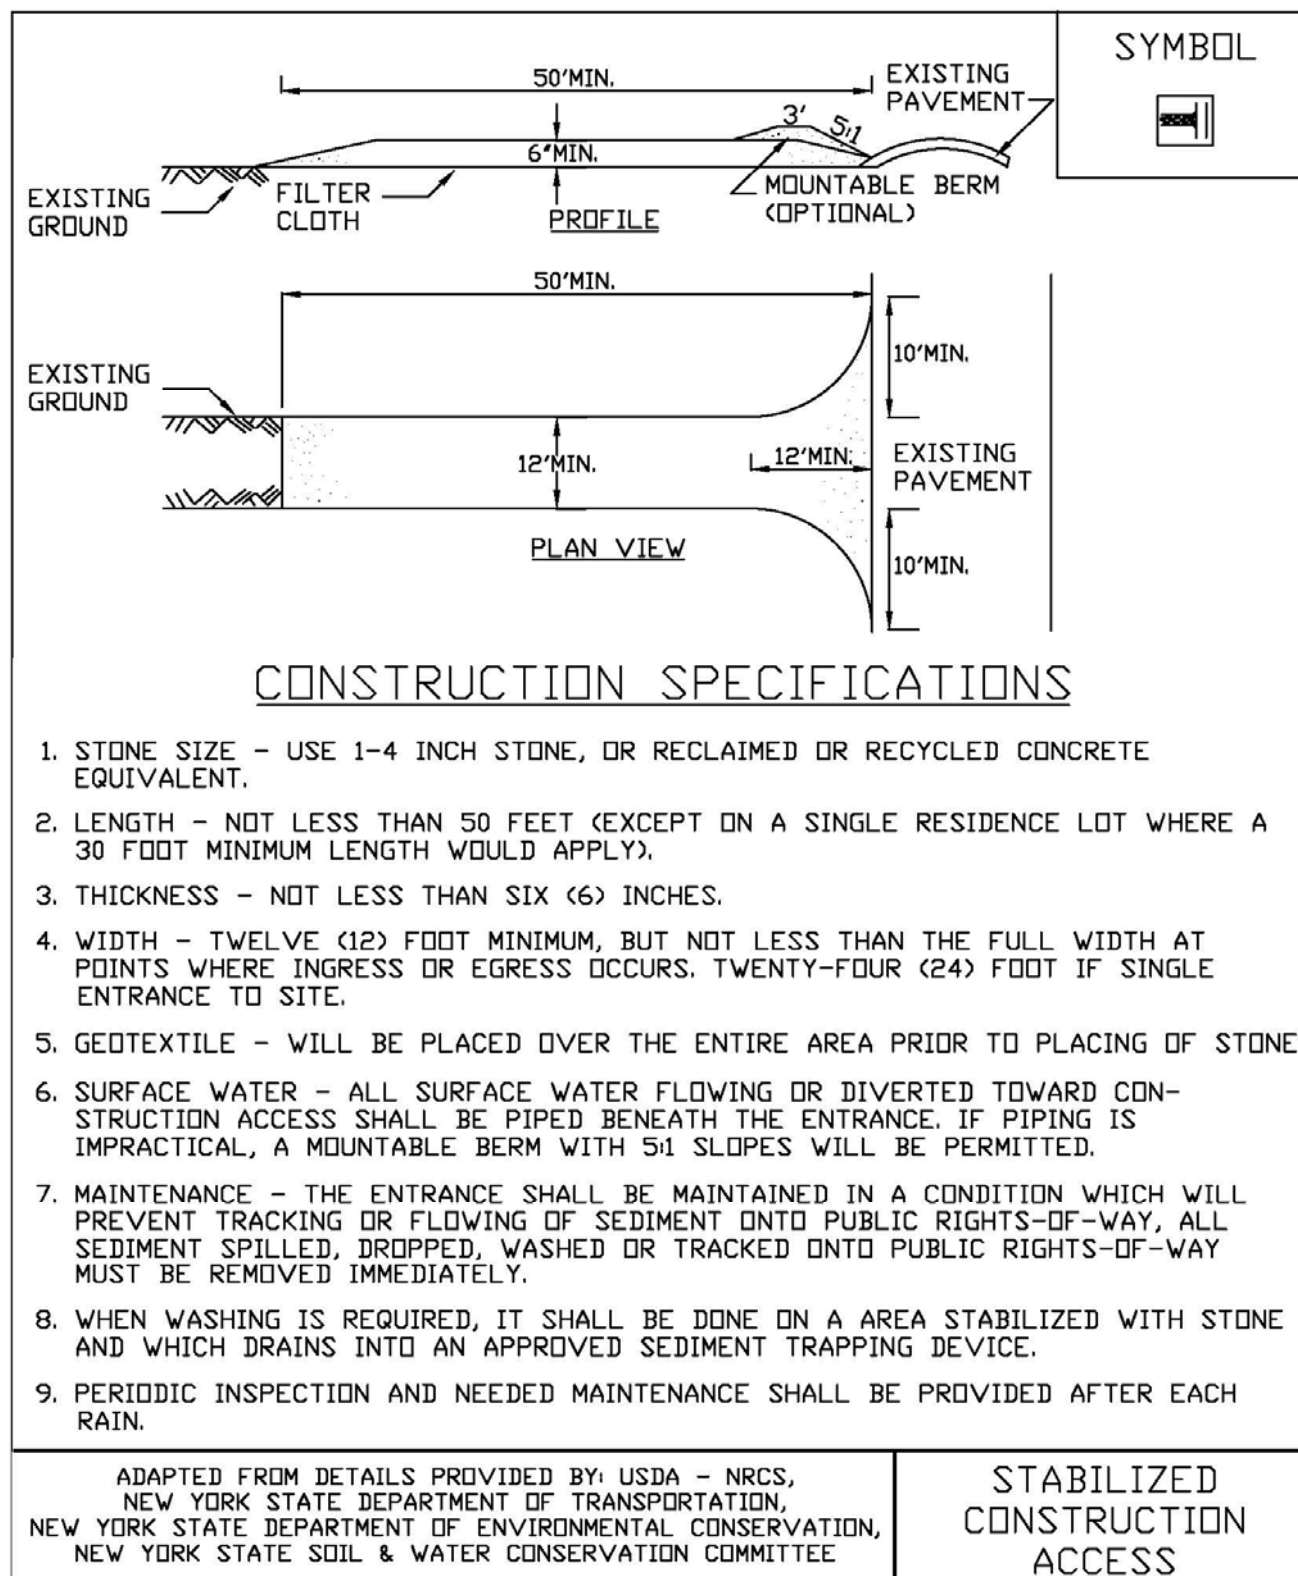 SYMBOL
50'MIN.
EXISTING
PAVEMENT
3'
5:1
6"MIN.
EXISTING
GROUND
FILTER
CLOTH
PROFILE
MOUNTABLE BERM
(OPTIONAL)
50'MIN.
10'MIN.
EXISTING
GROUND
12'MIN.
12'MIN.
EXISTING
PAVEMENT
PLAN VIEW
10'MIN.
CONSTRUCTION SPECIFICATIONS
1. STONE SIZE - USE 1-4 INCH STONE, OR RECLAIMED OR RECYCLED CONCRETE
EQUIVALENT.
2. LENGTH - NOT LESS THAN 50 FEET (EXCEPT ON A SINGLE RESIDENCE LOT WHERE A
30 FOOT MINIMUM LENGTH WOULD APPLY).
3. THICKNESS - NOT LESS THAN SIX (6) INCHES.
4. WIDTH - TWELVE (12) FOOT MINIMUM, BUT NOT LESS THAN THE FULL WIDTH AT
POINTS WHERE INGRESS OR EGRESS OCCURS. TWENTY-FOUR (24) FOOT IF SINGLE
ENTRANCE TO SITE.
5. GEOTEXTILE - WILL BE PLACED OVER THE ENTIRE AREA PRIOR TO PLACING OF STONE
6. SURFACE WATER - ALL SURFACE WATER FLOWING OR DIVERTED TOWARD CON-
STRUCTION ACCESS SHALL BE PIPED BENEATH THE ENTRANCE. IF PIPING IS
IMPRACTICAL, A MOUNTABLE BERM WITH 5:1 SLOPES WILL BE PERMITTED.
7. MAINTENANCE - THE ENTRANCE SHALL BE MAINTAINED IN A CONDITION WHICH WILL
PREVENT TRACKING OR FLOWING OF SEDIMENT ONTO PUBLIC RIGHTS-OF-WAY, ALL
SEDIMENT SPILLED, DROPPED, WASHED OR TRACKED ONTO PUBLIC RIGHTS-OF-WAY
MUST BE REMOVED IMMEDIATELY.
8. WHEN WASHING IS REQUIRED, IT SHALL BE DONE ON A AREA STABILIZED WITH STONE
AND WHICH DRAINS INTO AN APPROVED SEDIMENT TRAPPING DEVICE.
9. PERIODIC INSPECTION AND NEEDED MAINTENANCE SHALL BE PROVIDED AFTER EACH
RAIN.
ADAPTED FROM DETAILS PROVIDED BY: USDA - NRCS,
NEW YORK STATE DEPARTMENT OF TRANSPORTATION,
NEW YORK STATE DEPARTMENT OF ENVIRONMENTAL CONSERVATION,
NEW YORK STATE SOIL & WATER CONSERVATION COMMITTEE
STABILIZED
CONSTRUCTION
ACCESS